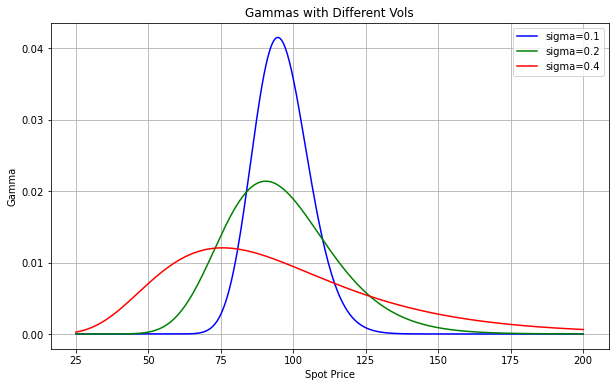 Gammas with Different Vols
sigma=0.1
sigma=0.2
sigma=0.4
Gamma
0.04
0.03
0.02
0.01
0.00
25
50
75
100
125
150
175
200
Spot Price